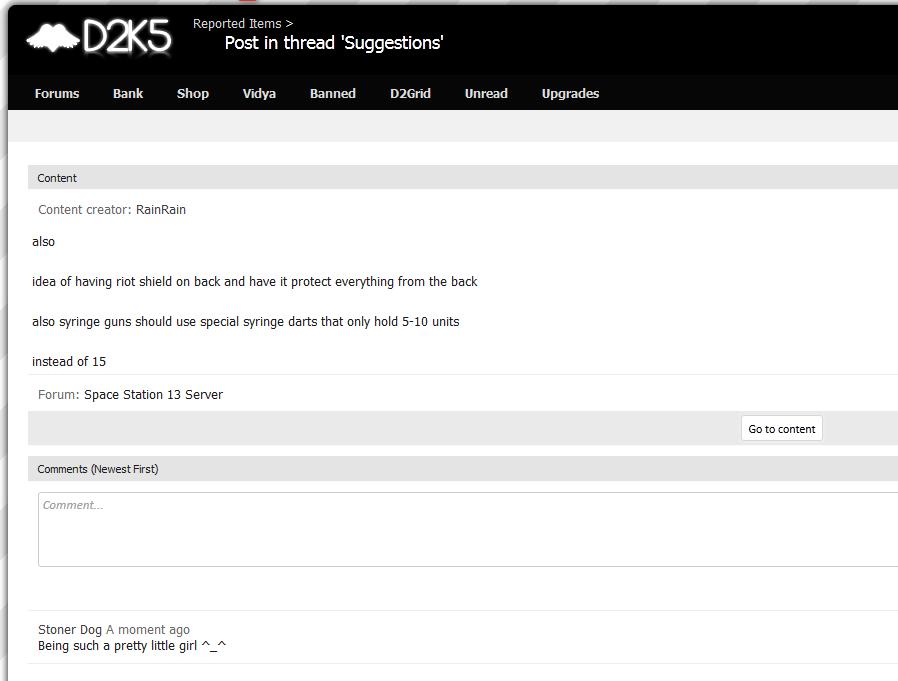 D2K5
Reported Items >
Post in thread 'Suggestions'
Forums Bank Shop Vidya Banned D2Grid Unread Upgrades
Content
Content creator: RainRain
also
idea of having riot shield on back and have it protect everything from the back
also syringe guns should use special syringe darts that only hold 5-10 units
instead of 15
Forum: Space Station 13 Server
Go to content
Comments (Newest First)
Comment...
Stoner Dog A moment ago
Being such a pretty little girl ^_^